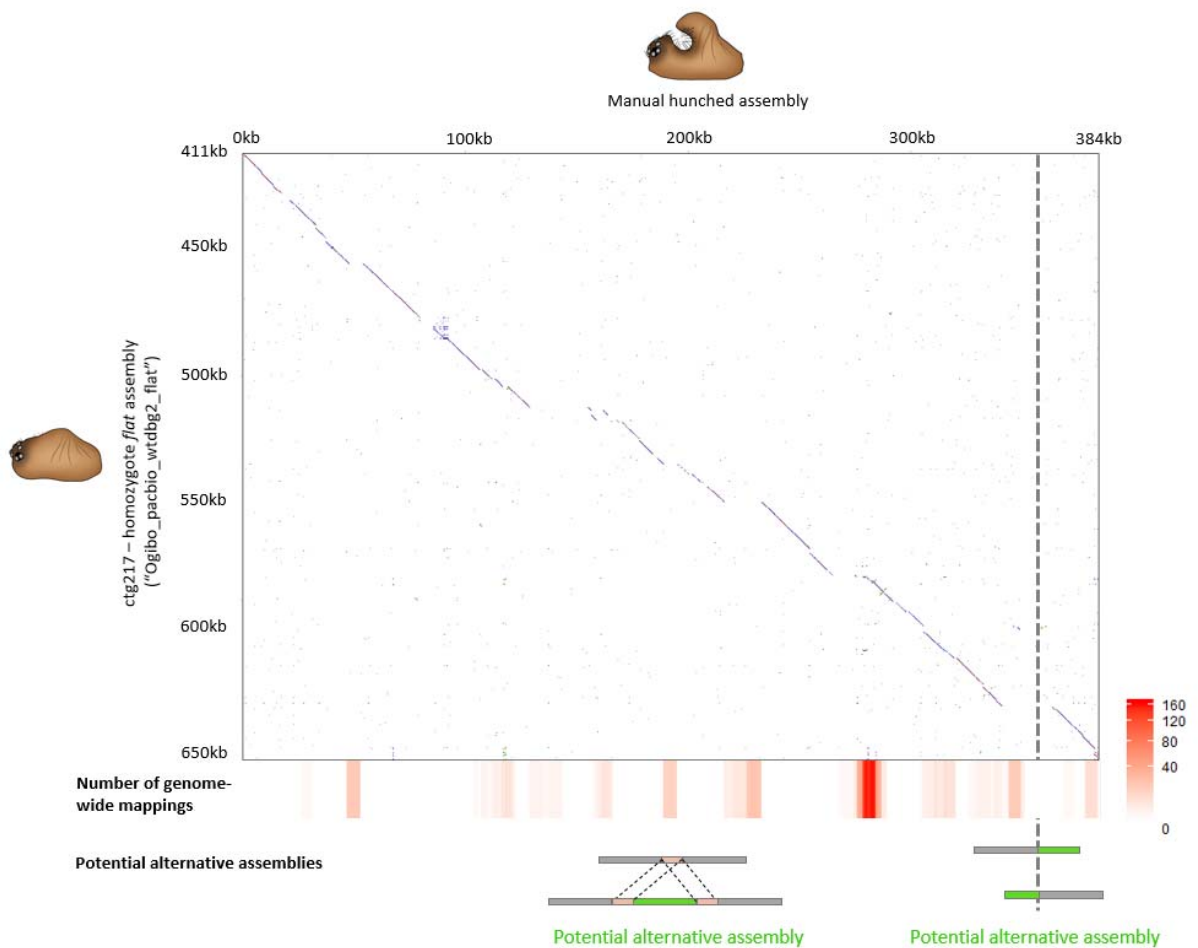 Manual hunched assembly
0kb 100kb 200kb 300kb 384kb
411kb
450kb
500kb
550kb
600kb
650kb
ctg217 – homozygote flat assembly
("Ogibo_pacbio_wtdbg2_flat")
160
120
80
40
0
Number of genome-
wide mappings
Potential alternative assemblies
Potential alternative assembly Potential alternative assembly